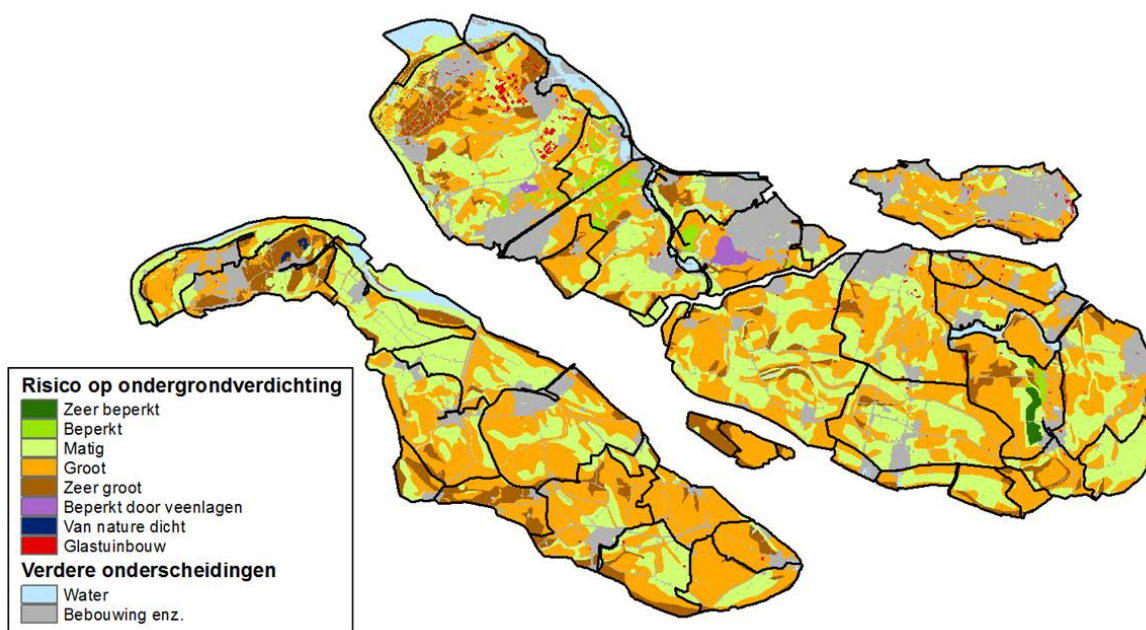 Risico op ondergrondverdichting
Zeer beperkt
Beperkt
Matig
Groot
Zeer groot
Beperkt door veenlagen
Van nature dicht
Glastuinbouw
Verdere onderscheidingen
Water
Bebouwing enz.